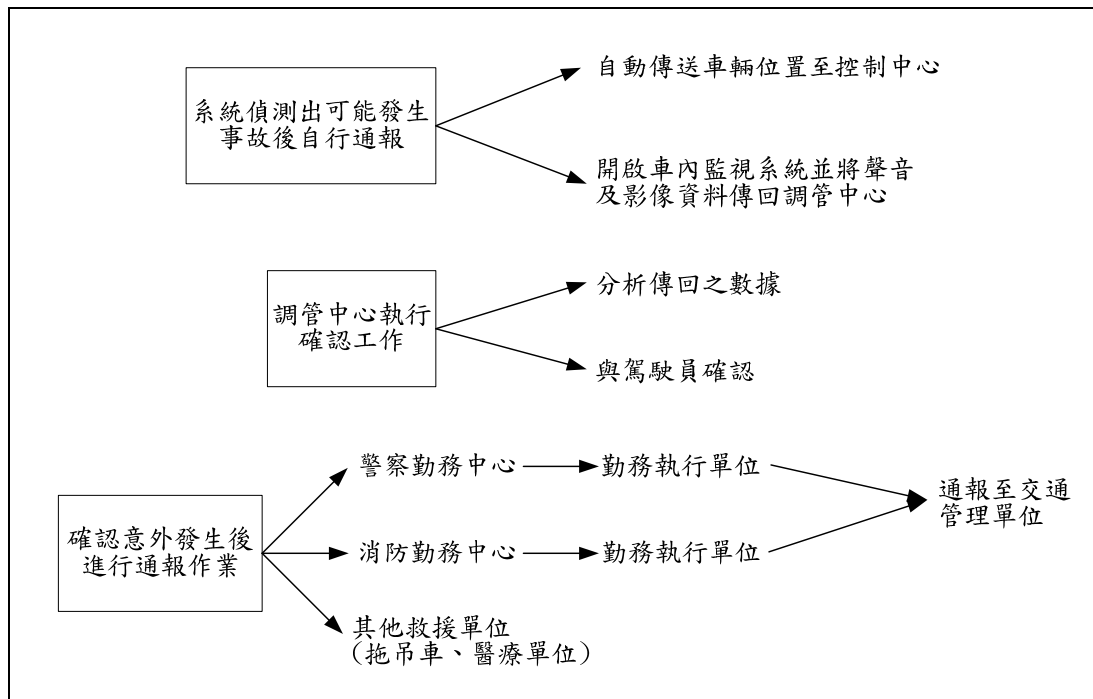 系統偵測出可能發生
事故後自行通報
自動傳送車輛位置至控制中心
開啟車內監視系統並將聲音
及影像資料傳回調管中心
調管中心執行
確認工作
分析傳回之數據
與駕駛員確認
確認意外發生後
進行通報作業
警察勤務中心
勤務執行單位
消防勤務中心
勤務執行單位
其他救援單位
(拖吊車、醫療單位)
通報至交通
管理單位